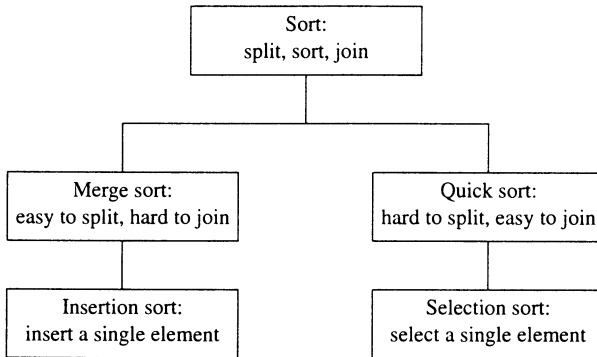 Sort:
split, sort, join
Merge sort:
easy to split, hard to join
Quick sort:
hard to split, easy to join
Insertion sort:
insert a single element
Selection sort:
select a single element